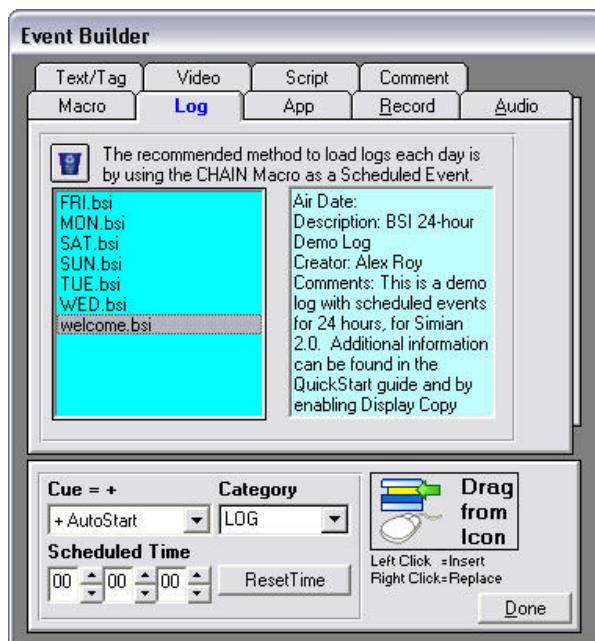 Event Builder
Text/Tag Video Script Comment
Macro Log App Record Audio
The recommended method to load logs each day is
by using the CHAIN Macro as a Scheduled Event.
FRI.bsi
MON.bsi
SAT.bsi
SUN.bsi
TUE.bsi
WED.bsi
welcome.bsi
Air Date:
Description: BSI 24-hour
Demo Log
Creator: Alex Roy
Comments: This is a demo
log with scheduled events
for 24 hours, for Simian
2.0. Additional information
can be found in the
QuickStart guide and by
enabling Display Copy
Cue = + Category
+ AutoStart LOG
Scheduled Time
00 00 00 ResetTime
Drag
from
Icon
Left Click =Insert
Right Click=Replace
Done